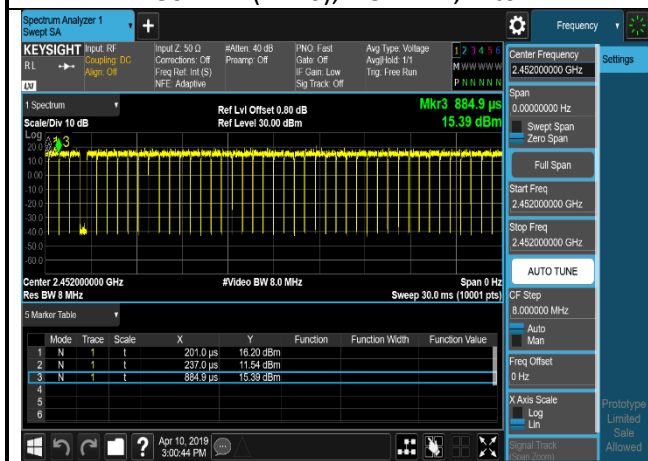 Spectrum Analyzer 1
Swept SA
+
Frequency
KEYSIGHT
Input: RF
Input Z: 50 Ω
#Atten: 40 dB
PNO: Fast
Avg Type: Voltage
1 2 3 4 5 6
RL
Coupling: DC
Corrections: Off
Preamp: Off
Gate: Off
Avg|Hold: 1/1
M W W W W W
Align: Off
Freq Ref: Int (S)
IF Gain: Low
Trig: Free Run
NFE: Adaptive
Sig Track: Off
P N N N N N
LXI
1 Spectrum
Scale/Div 10 dB
Ref Lvl Offset 0.80 dB
Ref Level 30.00 dBm
Mkr3 884.9 µs
15.39 dBm
Log
3
20.0
10.0
0.00
-10.0
-20.0
-30.0
-40.0
-50.0
-60.0
Center 2.452000000 GHz
#Video BW 8.0 MHz
Span 0 Hz
Res BW 8 MHz
Sweep 30.0 ms (10001 pts)
5 Marker Table
Mode Trace Scale X Y Function Function Width Function Value
1 N 1 t 201.0 µs 16.20 dBm
2 N 1 t 237.0 µs 11.54 dBm
3 N 1 t 884.9 µs 15.39 dBm
4
5
6
?
Apr 10, 2019
3:00:44 PM
Center Frequency
2.452000000 GHz
Settings
Span
0.00000000 Hz
Swept Span
Zero Span
Full Span
Start Freq
2.452000000 GHz
Stop Freq
2.452000000 GHz
AUTO TUNE
CF Step
8.000000 MHz
Auto
Man
Freq Offset
0 Hz
X Axis Scale
Log
Lin
Signal Track
(Span Zoom)
Prototype
Limited
Sale
Allowed